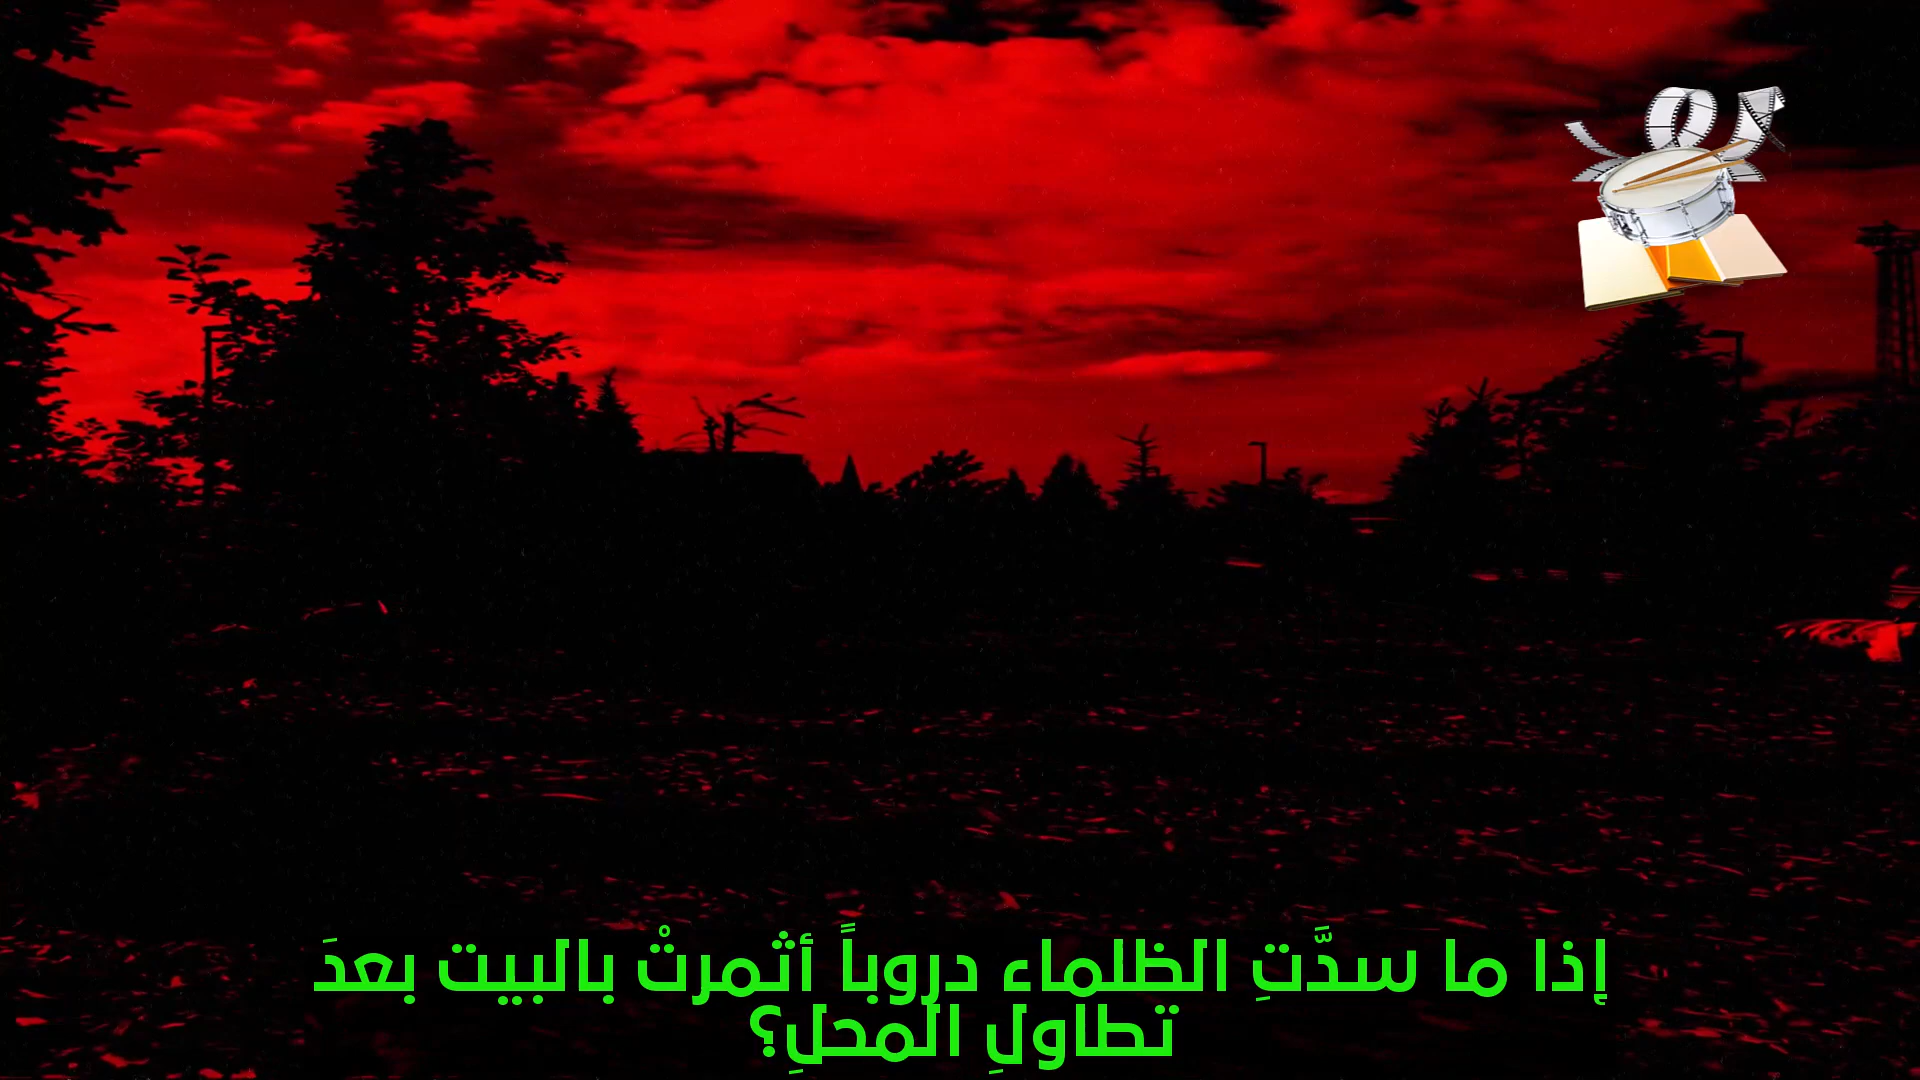 إذا ما سدَّتِ الظلماء دروباً أثمرتْ بالبيت بعدَ
تطاولِ المحلِ؟